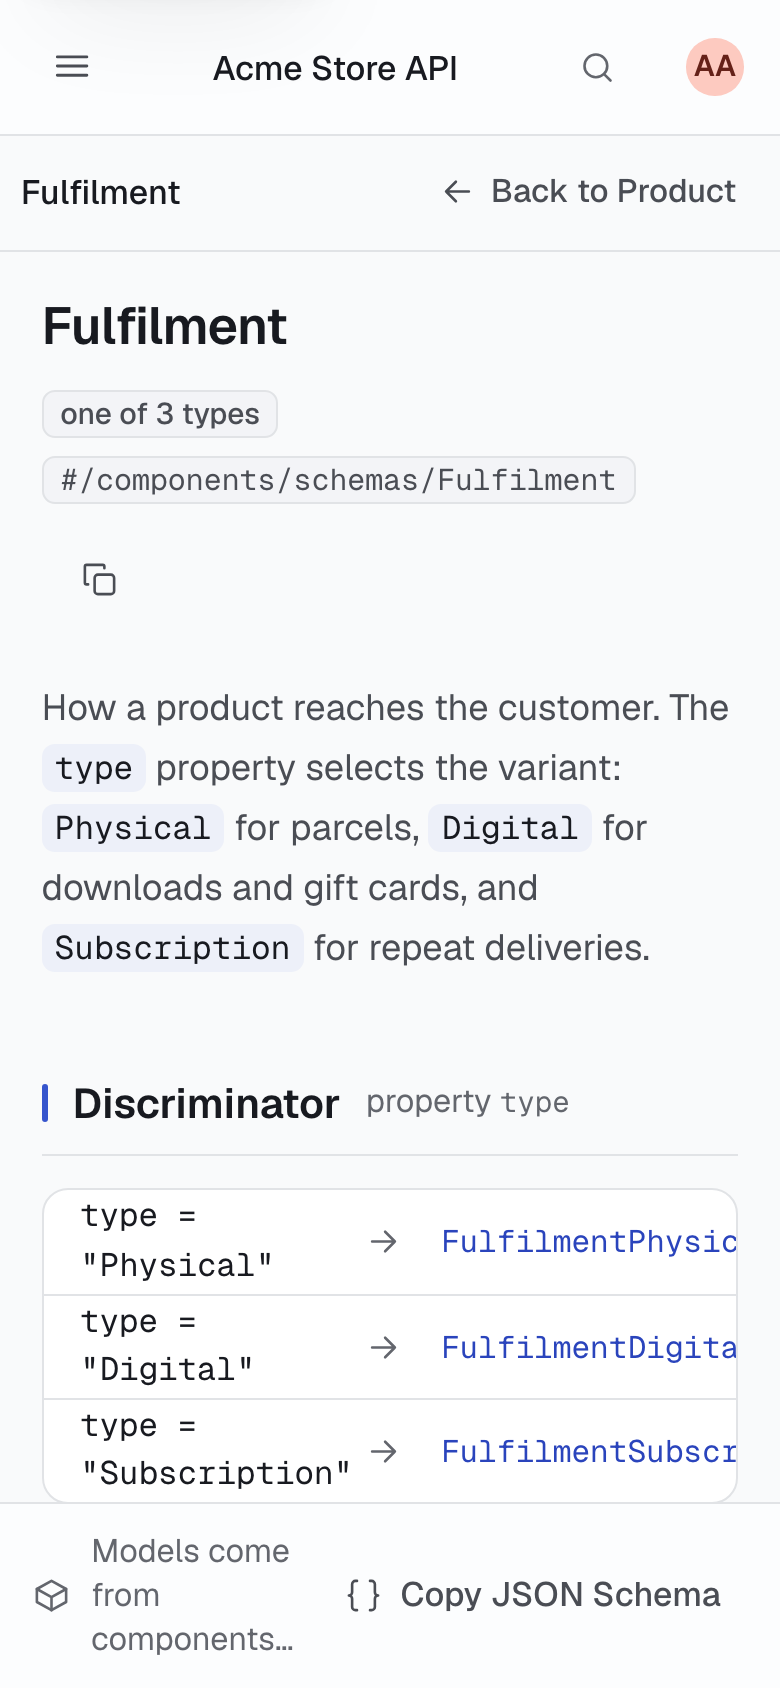 Acme Store API
AA
Fulfilment
← Back to Product
Fulfilment
one of 3 types
#/components/schemas/Fulfilment
How a product reaches the customer. The
type property selects the variant:
Physical for parcels, Digital for
downloads and gift cards, and
Subscription for repeat deliveries.
Discriminator property type
type =
"Physical"
→ FulfilmentPhysic
type =
"Digital"
→ FulfilmentDigita
type =
"Subscription"
→ FulfilmentSubscr
Models come
from
components…
{} Copy JSON Schema